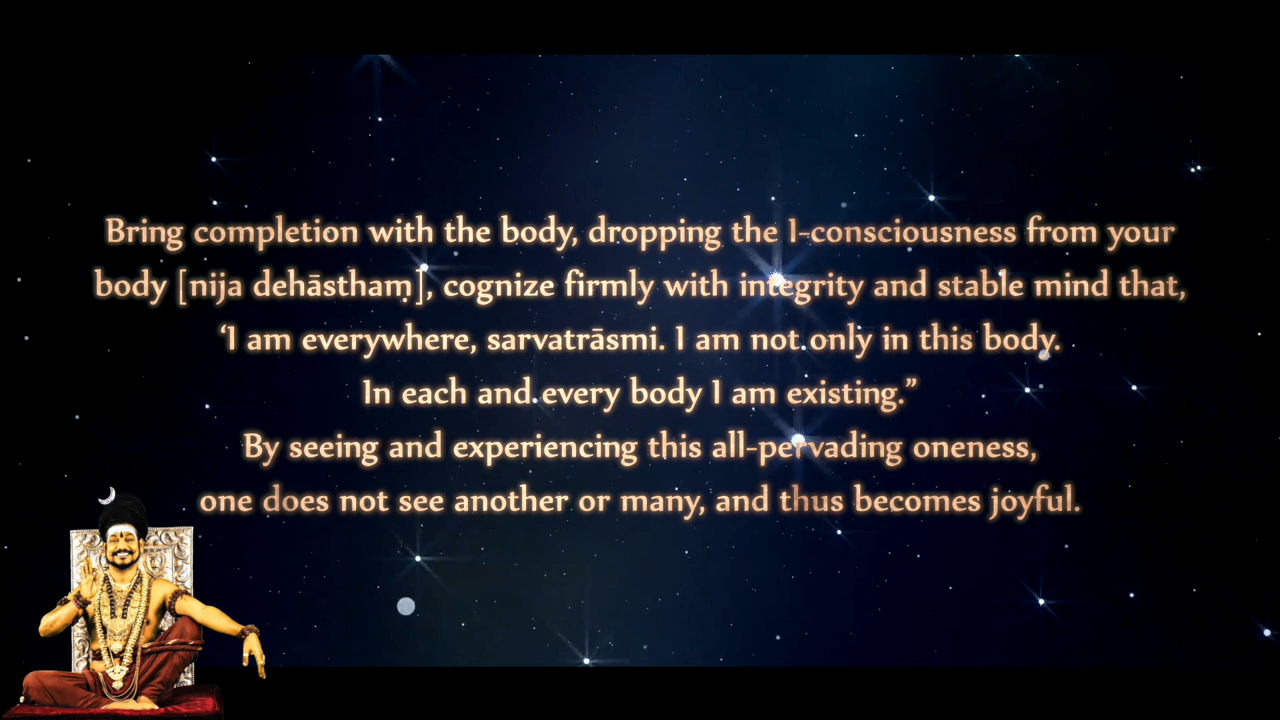 Bring completion with the body, dropping the I-consciousness from your
body [nija dehāsthaṃ], cognize firmly with integrity and stable mind that,
‘I am everywhere, sarvatrāsmi. I am not only in this body.
In each and every body I am existing.”
By seeing and experiencing this all-pervading oneness,
one does not see another or many, and thus becomes joyful.